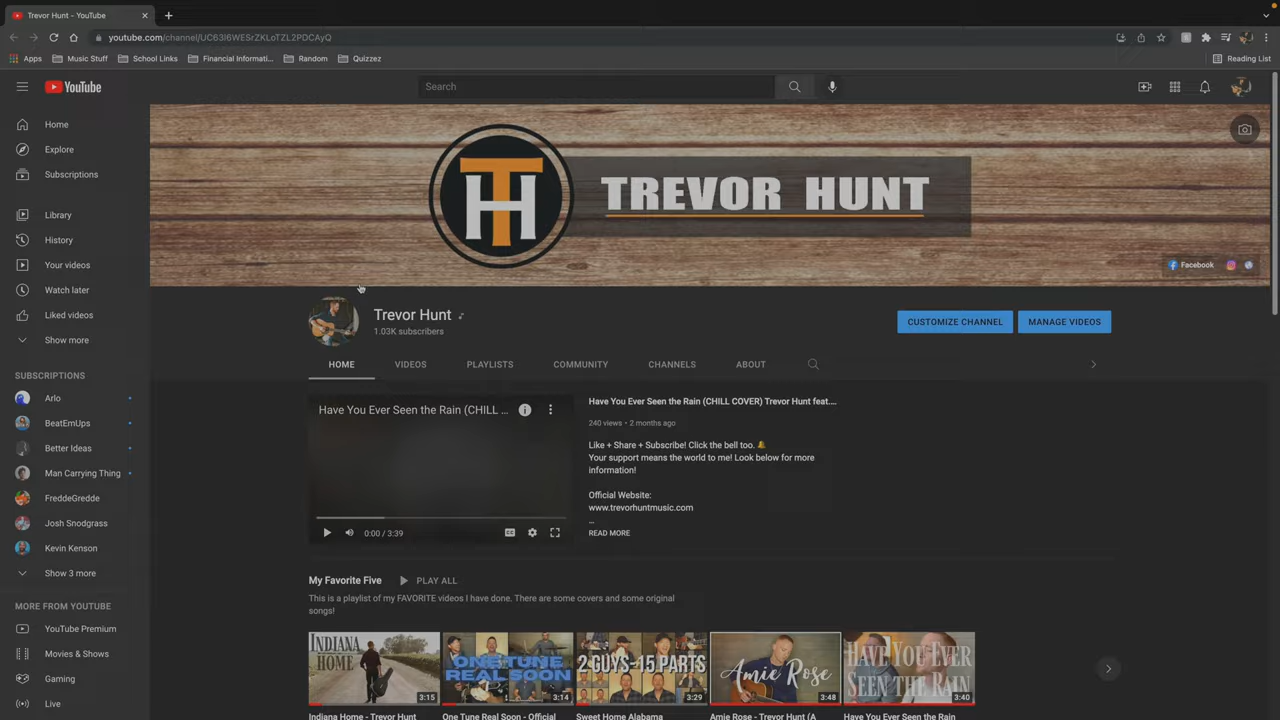 Trevor Hunt - YouTube
youtube.com/channel/UC63I6WESrZKLoTZL2PDCAyQ
Apps
Music Stuff
School Links
Financial Informati...
Random
Quizzez
Reading List
YouTube
Search
Home
Explore
Subscriptions
Library
History
Your videos
Watch later
Liked videos
Show more
SUBSCRIPTIONS
Arlo
BeatEmUps
Better Ideas
Man Carrying Thing
FreddeGredde
Josh Snodgrass
Kevin Kenson
Show 3 more
MORE FROM YOUTUBE
YouTube Premium
Movies & Shows
Gaming
Live
TH
TREVOR HUNT
Facebook
Trevor Hunt
1.03K subscribers
CUSTOMIZE CHANNEL
MANAGE VIDEOS
HOME
VIDEOS
PLAYLISTS
COMMUNITY
CHANNELS
ABOUT
Have You Ever Seen the Rain (CHILL ...
0:00 / 3:39
Have You Ever Seen the Rain (CHILL COVER) Trevor Hunt feat....
240 views • 2 months ago
Like + Share + Subscribe! Click the bell too. 🔔
Your support means the world to me! Look below for more
information!
Official Website:
www.trevorhuntmusic.com
...
READ MORE
My Favorite Five
PLAY ALL
This is a playlist of my FAVORITE videos I have done. There are some covers and some original
songs!
INDIANA
HOME
3:15
ONE TUNE
REAL SOON
3:14
2 GUYS-15 PARTS
3:29
Amie Rose
3:48
HAVE YOU EVER
SEEN THE RAIN
3:40
Indiana Home - Trevor Hunt
One Tune Real Soon - Official
Sweet Home Alabama
Amie Rose - Trevor Hunt (A
Have You Ever Seen the Rain